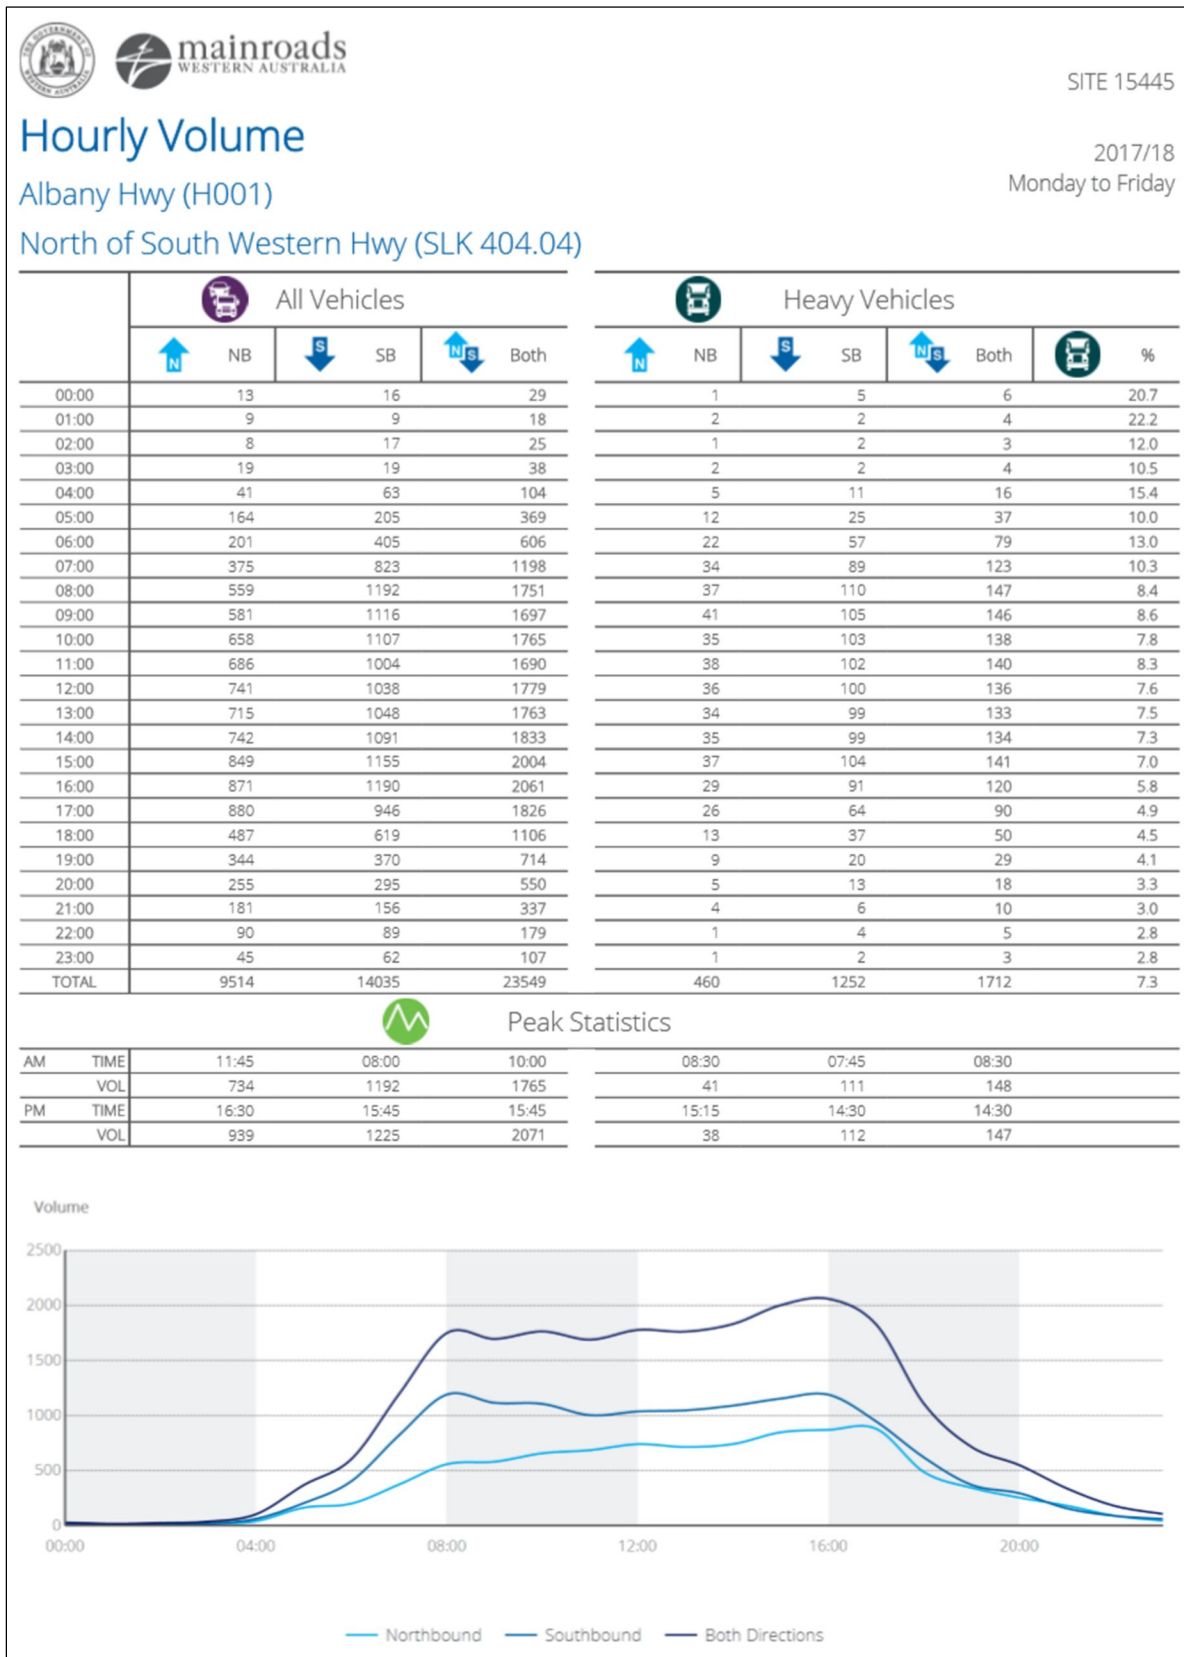 THE GOVERNMENT OF
WESTERN AUSTRALIA
mainroads
WESTERN AUSTRALIA
SITE 15445
Hourly Volume
2017/18
Albany Hwy (H001)
Monday to Friday
North of South Western Hwy (SLK 404.04)
All Vehicles Heavy Vehicles
N NB S SB N S Both N NB S SB N S Both %
00:00 13 16 29 1 5 6 20.7
01:00 9 9 18 2 2 4 22.2
02:00 8 17 25 1 2 3 12.0
03:00 19 19 38 2 2 4 10.5
04:00 41 63 104 5 11 16 15.4
05:00 164 205 369 12 25 37 10.0
06:00 201 405 606 22 57 79 13.0
07:00 375 823 1198 34 89 123 10.3
08:00 559 1192 1751 37 110 147 8.4
09:00 581 1116 1697 41 105 146 8.6
10:00 658 1107 1765 35 103 138 7.8
11:00 686 1004 1690 38 102 140 8.3
12:00 741 1038 1779 36 100 136 7.6
13:00 715 1048 1763 34 99 133 7.5
14:00 742 1091 1833 35 99 134 7.3
15:00 849 1155 2004 37 104 141 7.0
16:00 871 1190 2061 29 91 120 5.8
17:00 880 946 1826 26 64 90 4.9
18:00 487 619 1106 13 37 50 4.5
19:00 344 370 714 9 20 29 4.1
20:00 255 295 550 5 13 18 3.3
21:00 181 156 337 4 6 10 3.0
22:00 90 89 179 1 4 5 2.8
23:00 45 62 107 1 2 3 2.8
TOTAL 9514 14035 23549 460 1252 1712 7.3
Peak Statistics
AM TIME 11:45 08:00 10:00 08:30 07:45 08:30
VOL 734 1192 1765 41 111 148
PM TIME 16:30 15:45 15:45 15:15 14:30 14:30
VOL 939 1225 2071 38 112 147
Volume
2500
2000
1500
1000
500
0
00:00 04:00 08:00 12:00 16:00 20:00
Northbound Southbound Both Directions